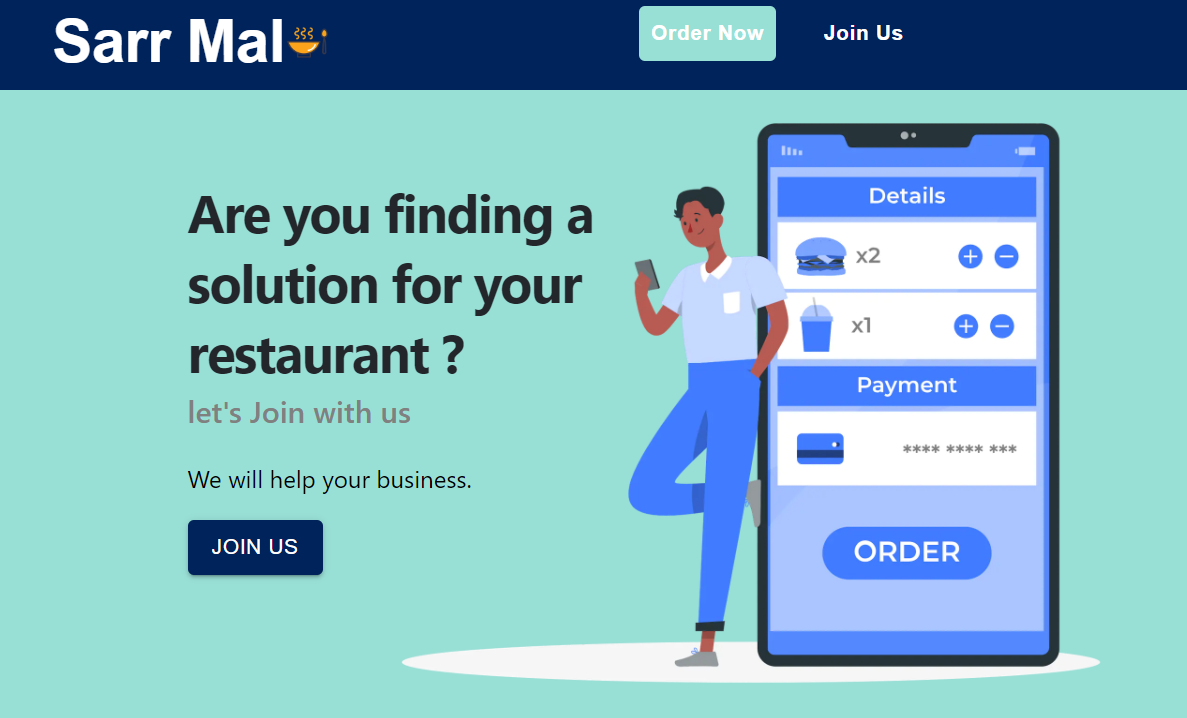 Sarr Mal
Order Now
Join Us
Are you finding a
solution for your
restaurant ?
let's Join with us
We will help your business.
JOIN US
Details
x2
x1
Payment
**** **** ***
ORDER